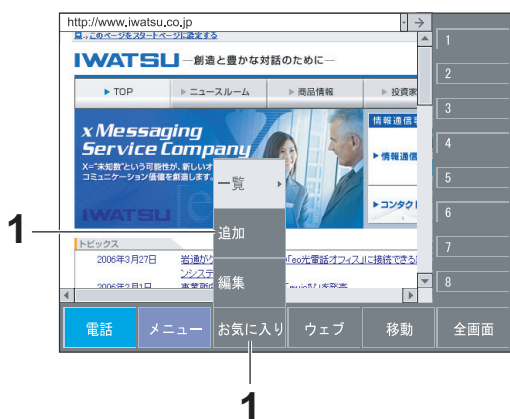 http://www.iwatsu.co.jp
このページをスタートページに設定する
IWATSU ―創造と豊かな対話のために―
TOP
ニュースルーム
商品情報
投資家
x Messaging
Service Company
X="未知数"という可能性が、新しいオ
コミュニケーション価値を創造します。
IWATSU
情報通信
情報通信
コンタク
一覧
追加
編集
トピックス
2006年3月27日 岩通が 「eo光電話オフィス」に接続できる
ンシステ
2006年2月1日
1
2
3
4
5
6
7
8
電話
メニュー
お気に入り
ウェブ
移動
全画面
1
1